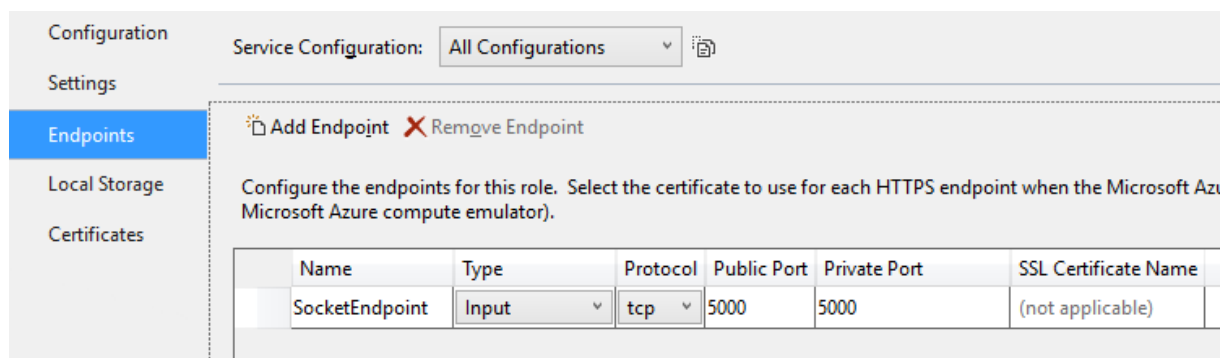 Configuration
Settings
Endpoints
Local Storage
Certificates
Service Configuration: All Configurations
Add Endpoint Remove Endpoint
Configure the endpoints for this role. Select the certificate to use for each HTTPS endpoint when the Microsoft
Microsoft Azure compute emulator).
Name Type Protocol Public Port Private Port SSL Certificate Name
SocketEndpoint Input tcp 5000 5000 (not applicable)